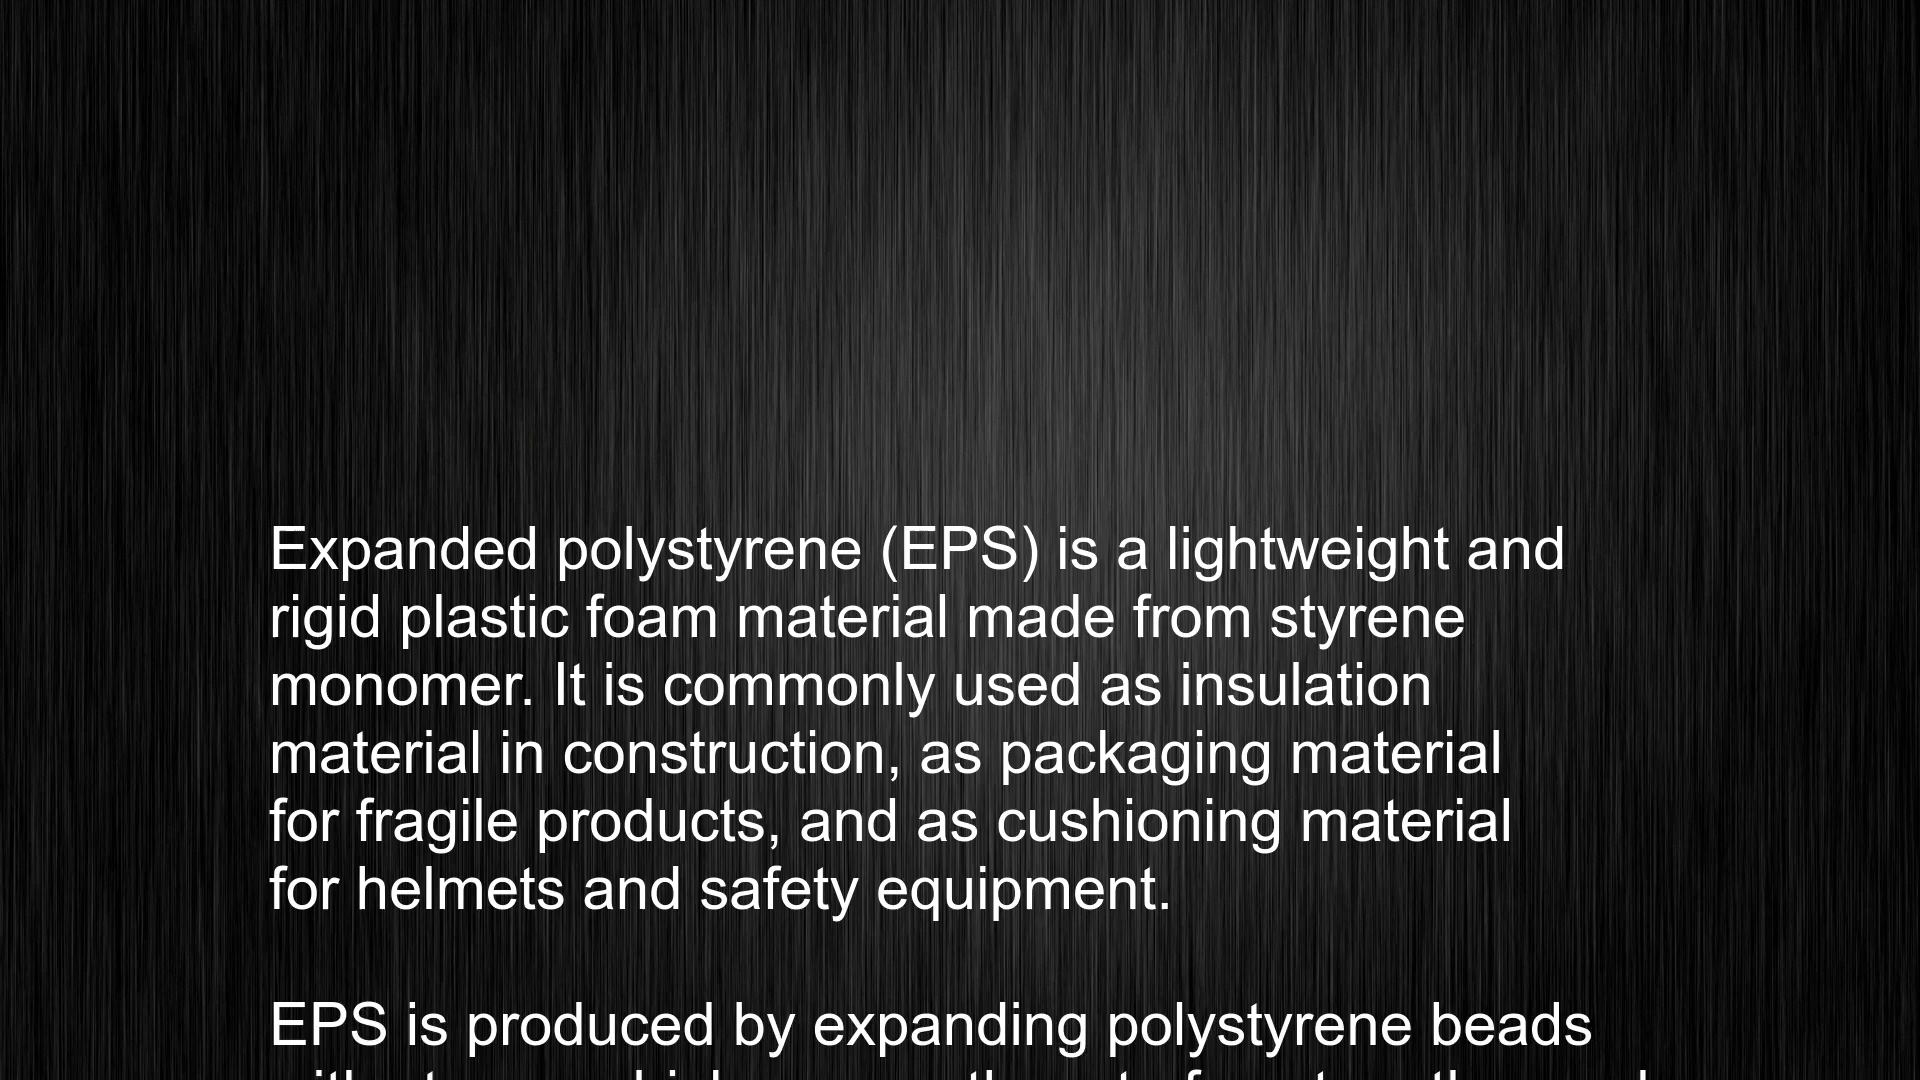 Expanded polystyrene (EPS) is a lightweight and
rigid plastic foam material made from styrene
monomer. It is commonly used as insulation
material in construction, as packaging material
for fragile products, and as cushioning material
for helmets and safety equipment.
EPS is produced by expanding polystyrene beads